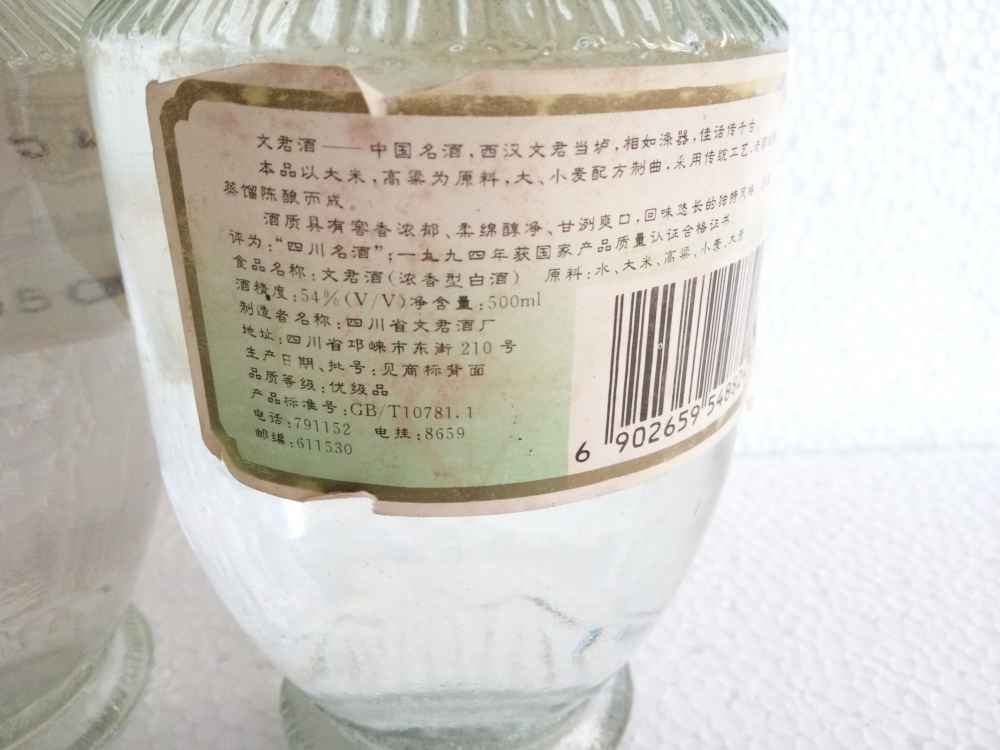 文君酒——中国名酒,西汉文君当垆,相如涤器,佳话传千古
本品以大米,高粱为原料,大、小麦配方制曲,采用传统工艺,
蒸馏陈酿而成。
酒质具有窖香浓郁、柔绵醇净、甘洌爽口,回味悠长的独特风格
评为:“四川名酒”;一九九四年获国家产品质量认证合格证书
食品名称:文君酒(浓香型白酒) 原料:水、大米、高粱、小麦、大麦
酒精度:54%(V/V)净含量:500ml
制造者名称:四川省文君酒厂
地址:四川省邛崃市东街210号
生产日期、批号:见商标背面
品质等级:优级品
产品标准号:GB/T10781.1
电话:791152 电挂:8659
邮编:611530
6 902659 548